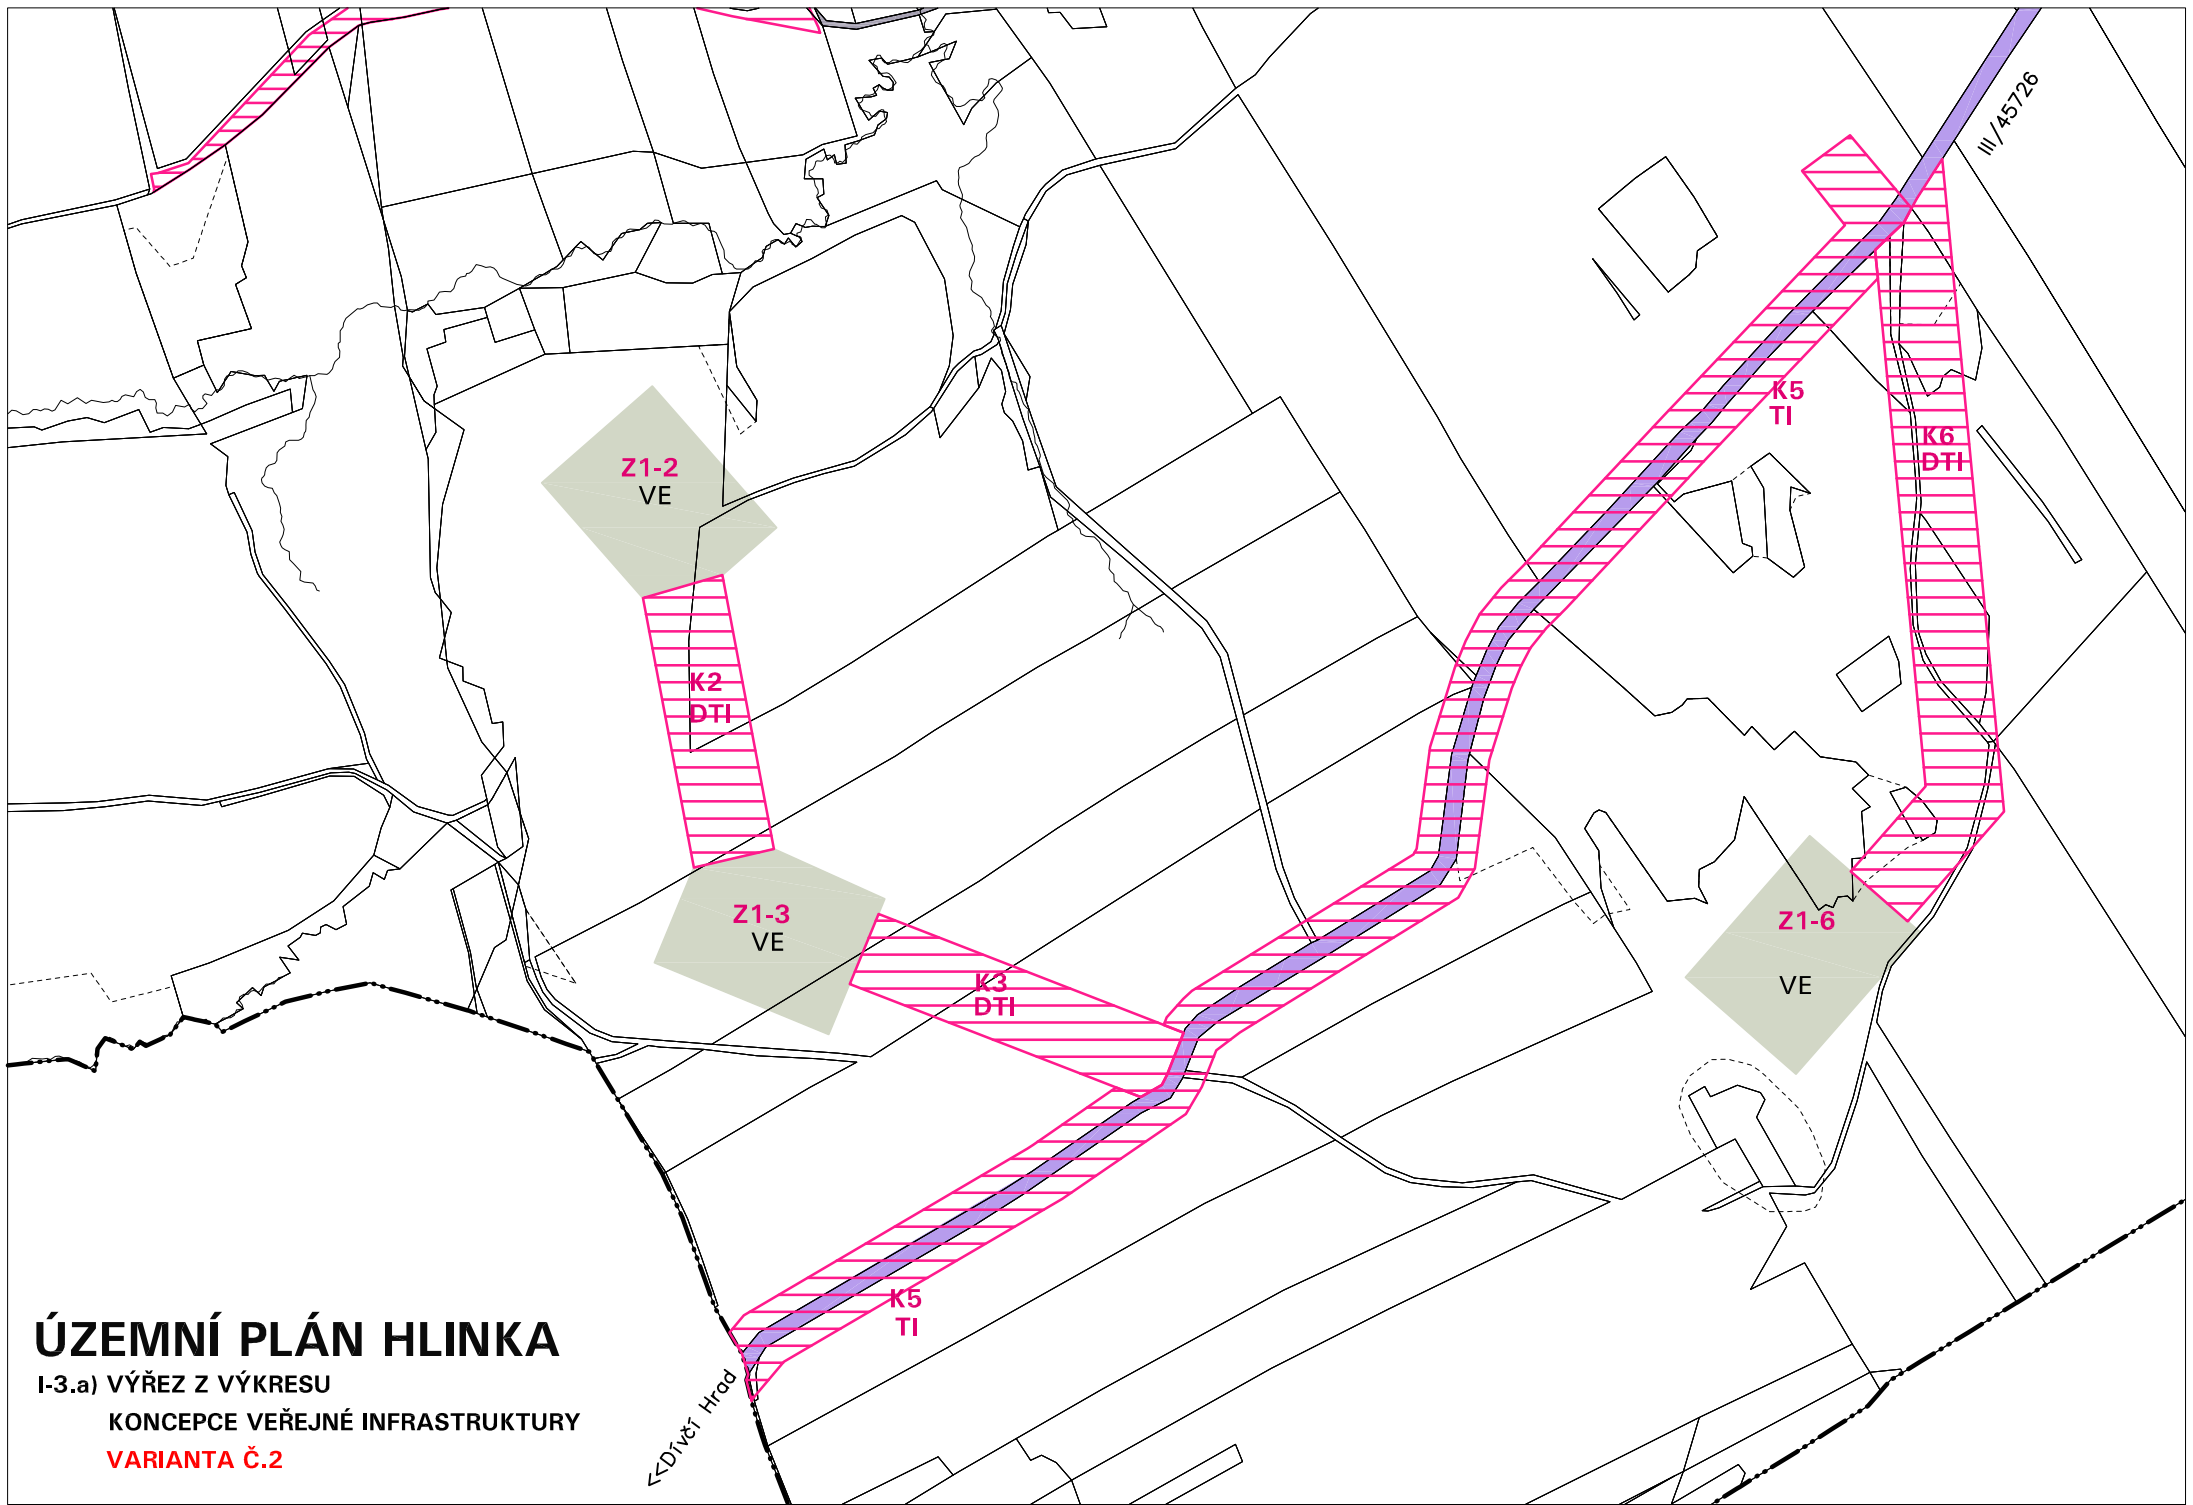 III/45726
K5
TI
K6
DTI
Z1-2
VE
K2
DTI
Z1-3
VE
Z1-6
VE
K3
DTI
K5
TI
<<Dívčí Hrad
ÚZEMNÍ PLÁN HLINKA
I-3.a) VÝŘEZ Z VÝKRESU
KONCEPCE VEŘEJNÉ INFRASTRUKTURY
VARIANTA Č.2